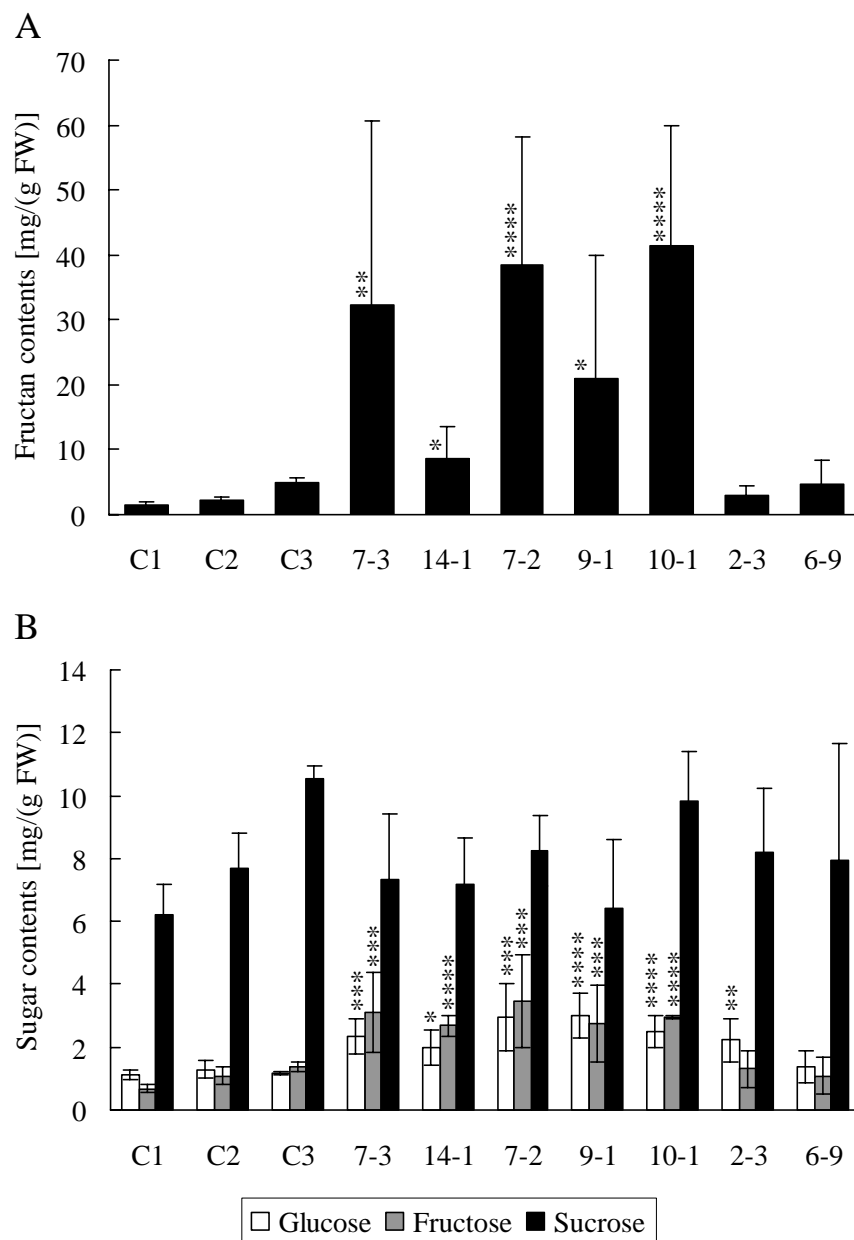 A
Fructan contents [mg/(g FW)]
70
60
50
40
30
20
10
0
**
*
****
*
****
C1 C2 C3 7-3 14-1 7-2 9-1 10-1 2-3 6-9
B
Sugar contents [mg/(g FW)]
14
12
10
8
6
4
2
0
*** *** * ***** *** *** **** *** **** **** **
C1 C2 C3 7-3 14-1 7-2 9-1 10-1 2-3 6-9
Glucose Fructose Sucrose